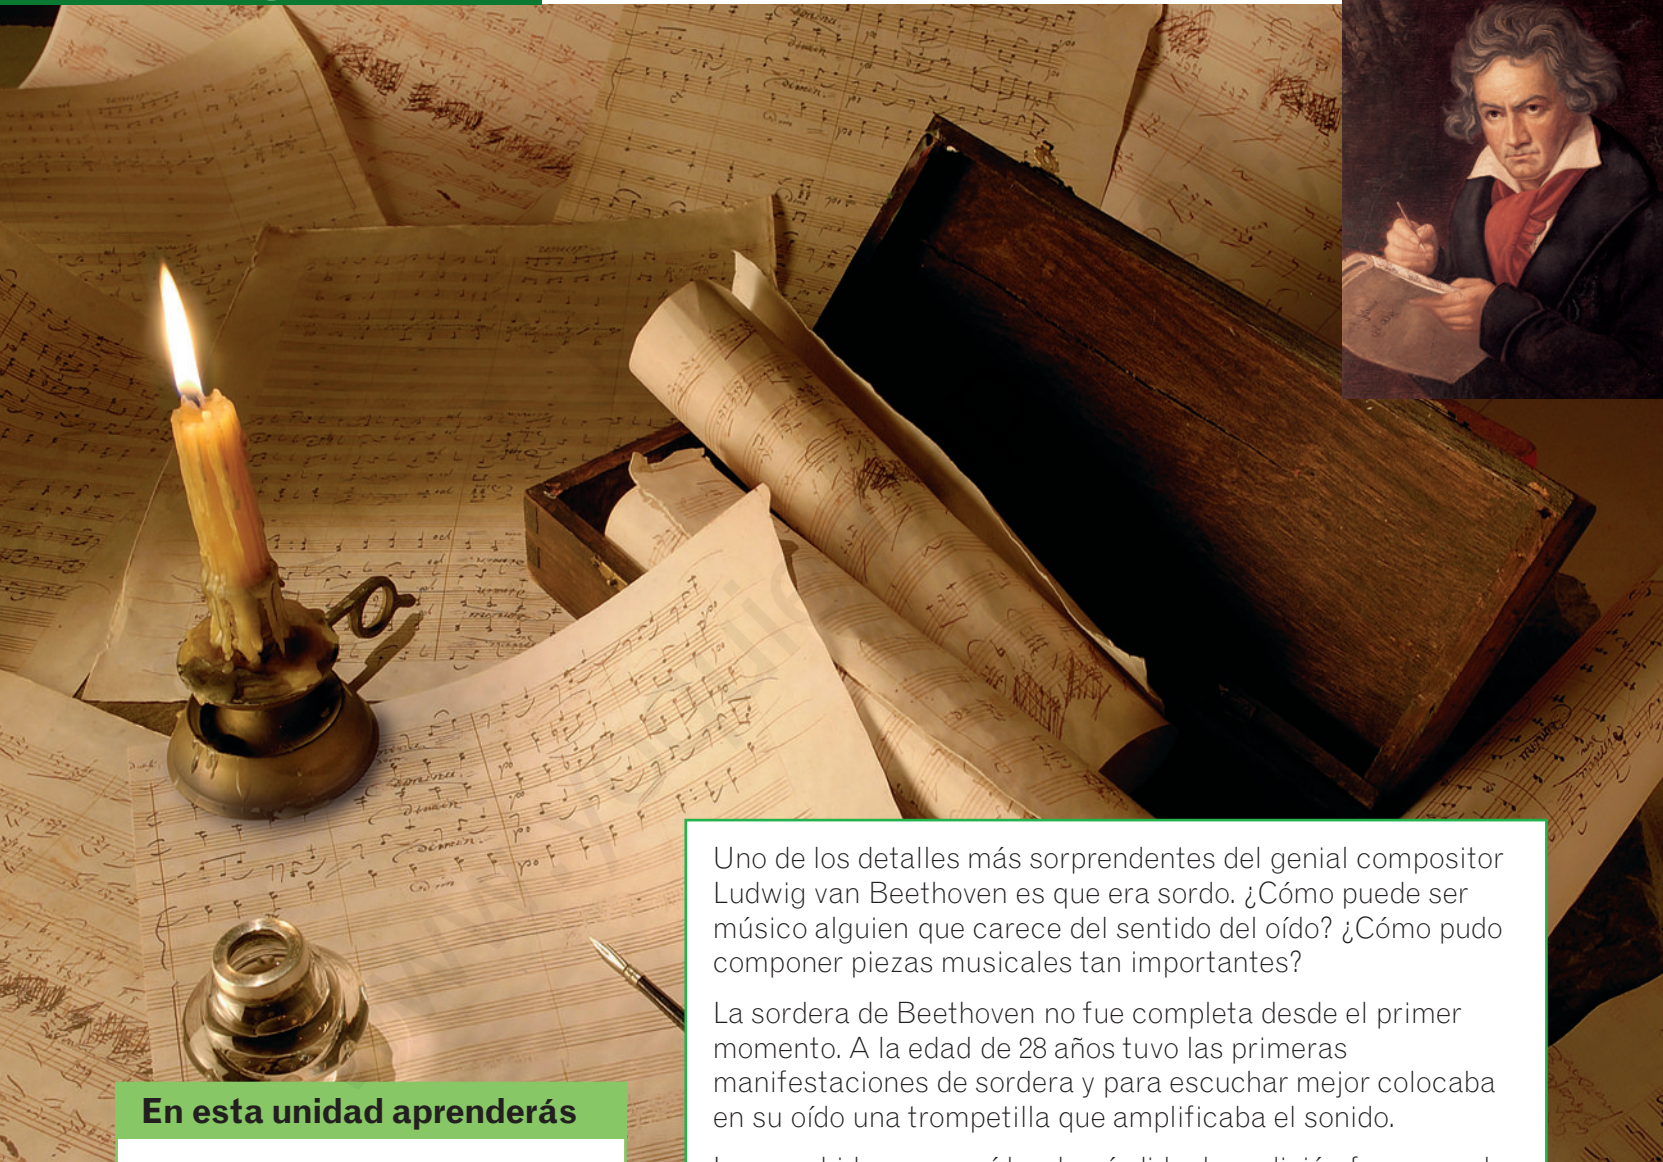 Uno de los detalles más sorprendentes del genial compositor
Ludwig van Beethoven es que era sordo. ¿Cómo puede ser
músico alguien que carece del sentido del oído? ¿Cómo pudo
componer piezas musicales tan importantes?
La sordera de Beethoven no fue completa desde el primer
momento. A la edad de 28 años tuvo las primeras
manifestaciones de sordera y para escuchar mejor colocaba
en su oído una trompetilla que amplificaba el sonido.
En esta unidad aprenderás